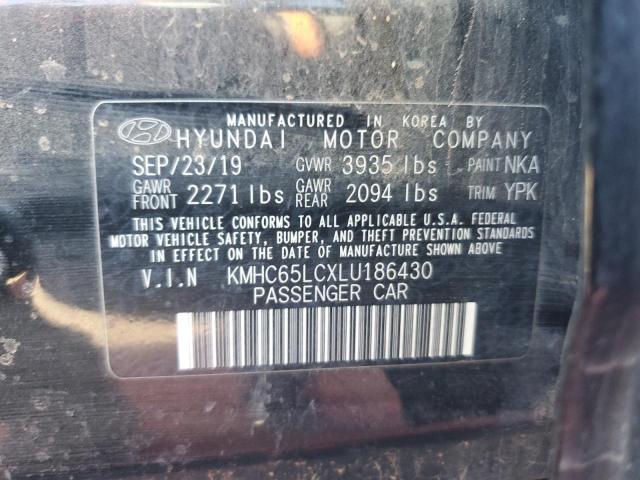 MANUFACTURED IN KOREA BY
HYUNDAI MOTOR COMPANY
SEP/23/19 GVWR 3935 lbs PAINT NKA
GAWR FRONT 2271 lbs GAWR REAR 2094 lbs TRIM YPK
THIS VEHICLE CONFORMS TO ALL APPLICABLE U.S.A. FEDERAL
MOTOR VEHICLE SAFETY, BUMPER, AND THEFT PREVENTION STANDARDS
IN EFFECT ON THE DATE OF MANUFACTURE SHOWN ABOVE.
V.I.N KMHC65LCXLU186430
PASSENGER CAR